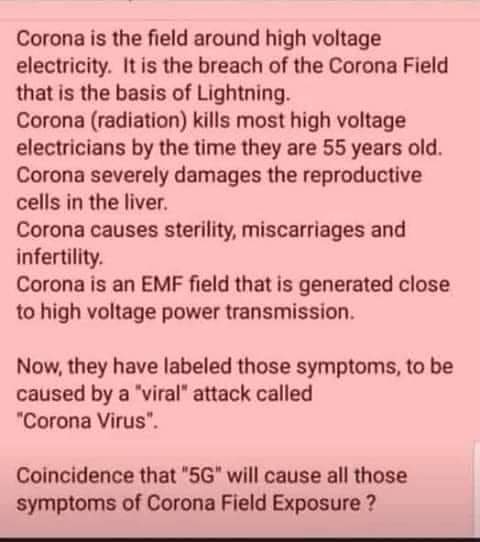 Corona is the field around high voltage
electricity.  It is the breach of the Corona Field
that is the basis of Lightning.
Corona (radiation) kills most high voltage
electricians by the time they are 55 years old.
Corona severely damages the reproductive
cells in the liver.
Corona causes sterility, miscarriages and
infertility.
Corona is an EMF field that is generated close
to high voltage power transmission.

Now, they have labeled those symptoms, to be
caused by a "viral" attack called
"Corona Virus".

Coincidence that "5G" will cause all those
symptoms of Corona Field Exposure ?